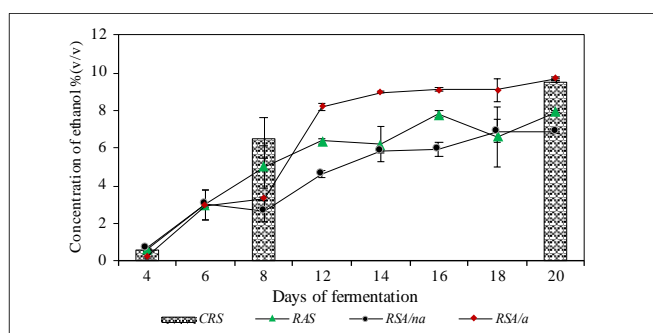 Concentration of ethanol %(v/v)
12
10
8
6
4
2
0
4 6 8 12 14 16 18 20
Days of fermentation
CRS RAS RSA/na RSA/a